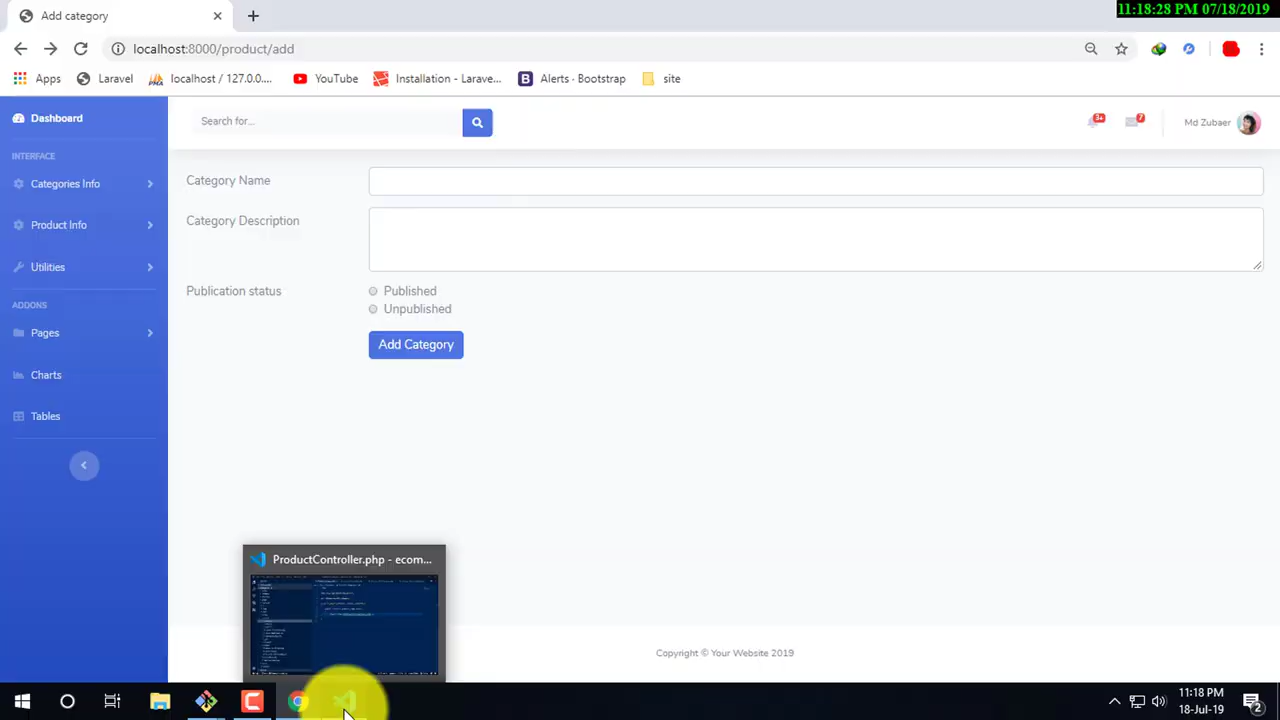 Add category
11:18:28 PM 07/18/2019
localhost:8000/product/add
Apps
Laravel
localhost / 127.0.0....
YouTube
Installation - Larave...
Alerts · Bootstrap
site
Dashboard
Search for...
3+
7
Md Zubaer
INTERFACE
Categories Info
Product Info
Utilities
ADDONS
Pages
Charts
Tables
Category Name
Category Description
Publication status
Published
Unpublished
Add Category
ProductController.php - ecom...
Copyright © Your Website 2019
11:18 PM
18-Jul-19
2